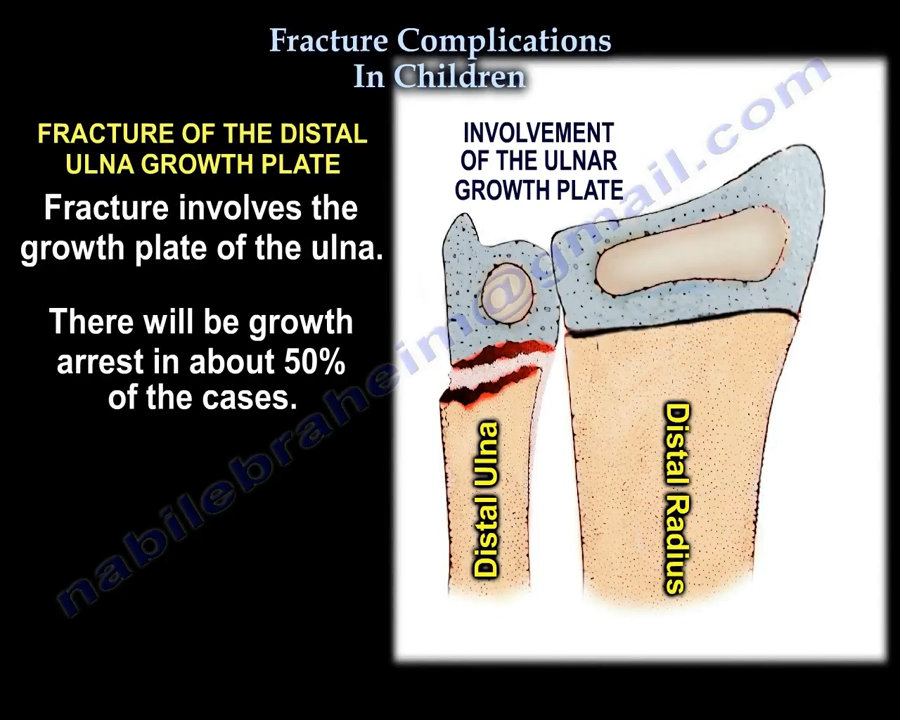 Fracture Complications
In Children
FRACTURE OF THE DISTAL
ULNA GROWTH PLATE
Fracture involves the
growth plate of the ulna.
There will be growth
arrest in about 50%
of the cases.
INVOLVEMENT
OF THE ULNAR
GROWTH PLATE
Distal Ulna
Distal Radius
nabilebraheim@gmail.com